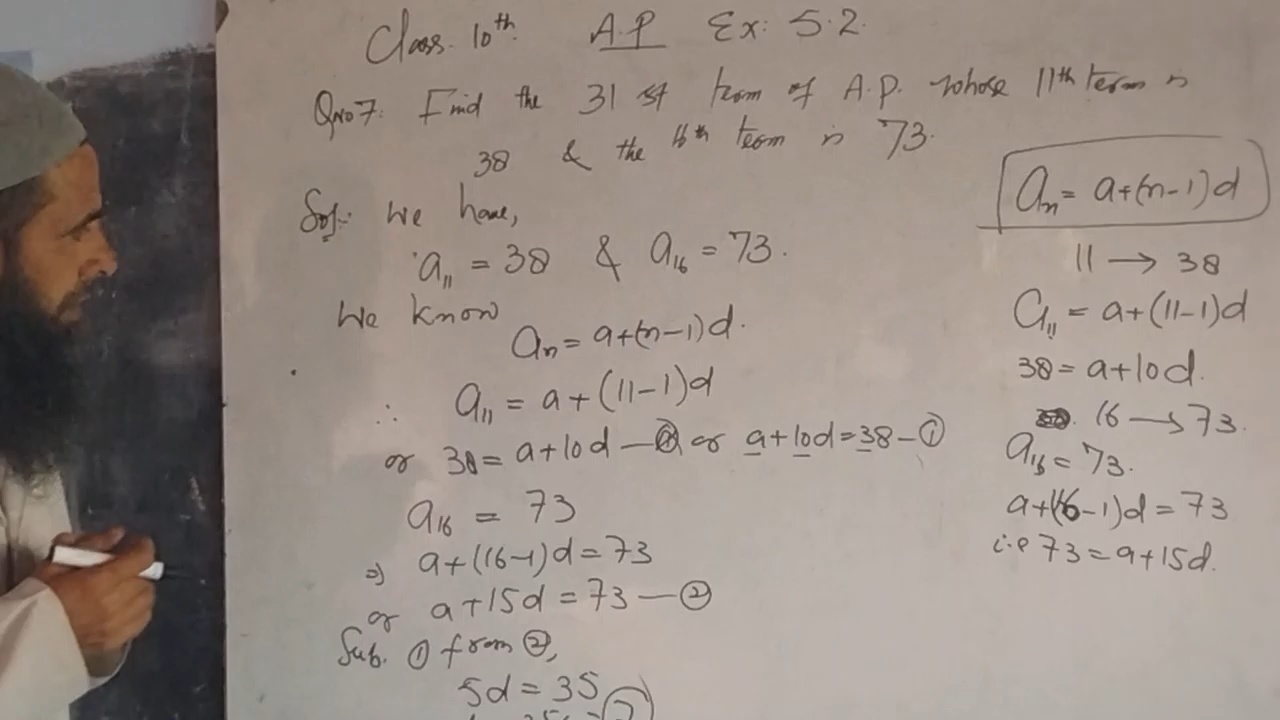 Class. 10th. A.P Ex: 5.2.
Qno7: Find the 31 st term of A.P. whose 11th term is
38 & the 16th term is 73.
Sol:. We have,
a₁₁ = 38 & a₁₆ = 73.
We know
aₙ = a+(n-1)d.
∴ a₁₁ = a+(11-1)d
or 38 = a+10d — or a+10d=38-①
a₁₆ = 73
⇒ a+(16-1)d=73
or a+15d=73—②
Sub. ① from ②,
5d = 35
aₙ= a+(n-1)d
11 → 38
a₁₁ = a+(11-1)d
38= a+10d.
16 → 73.
a₁₆= 73.
a+(16-1)d=73
i.e 73=a+15d.